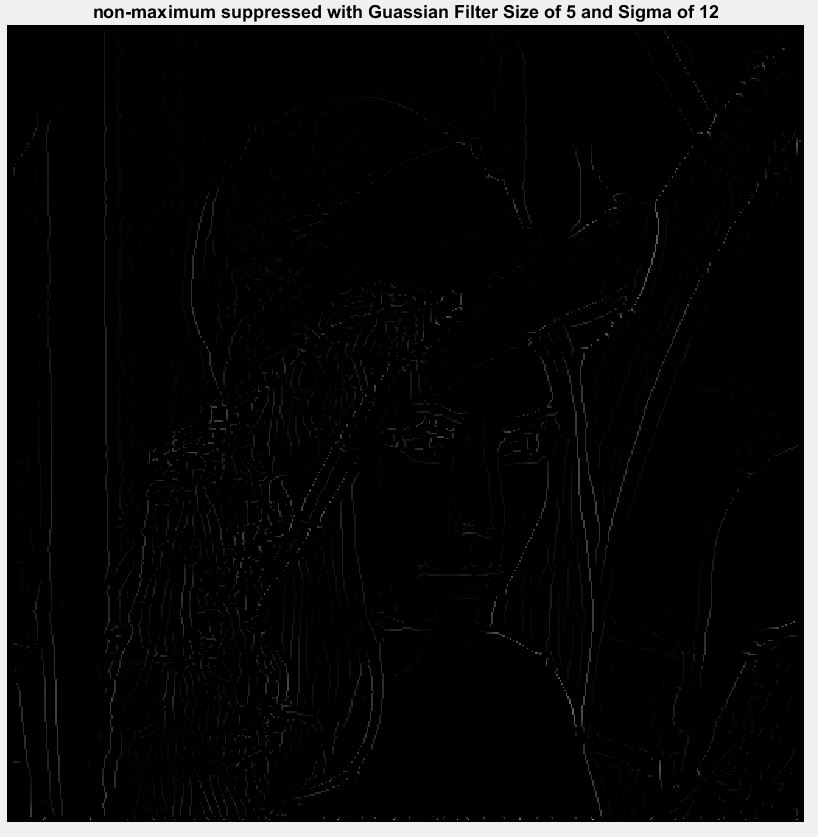 non-maximum suppressed with Guassian Filter Size of 5 and Sigma of 12